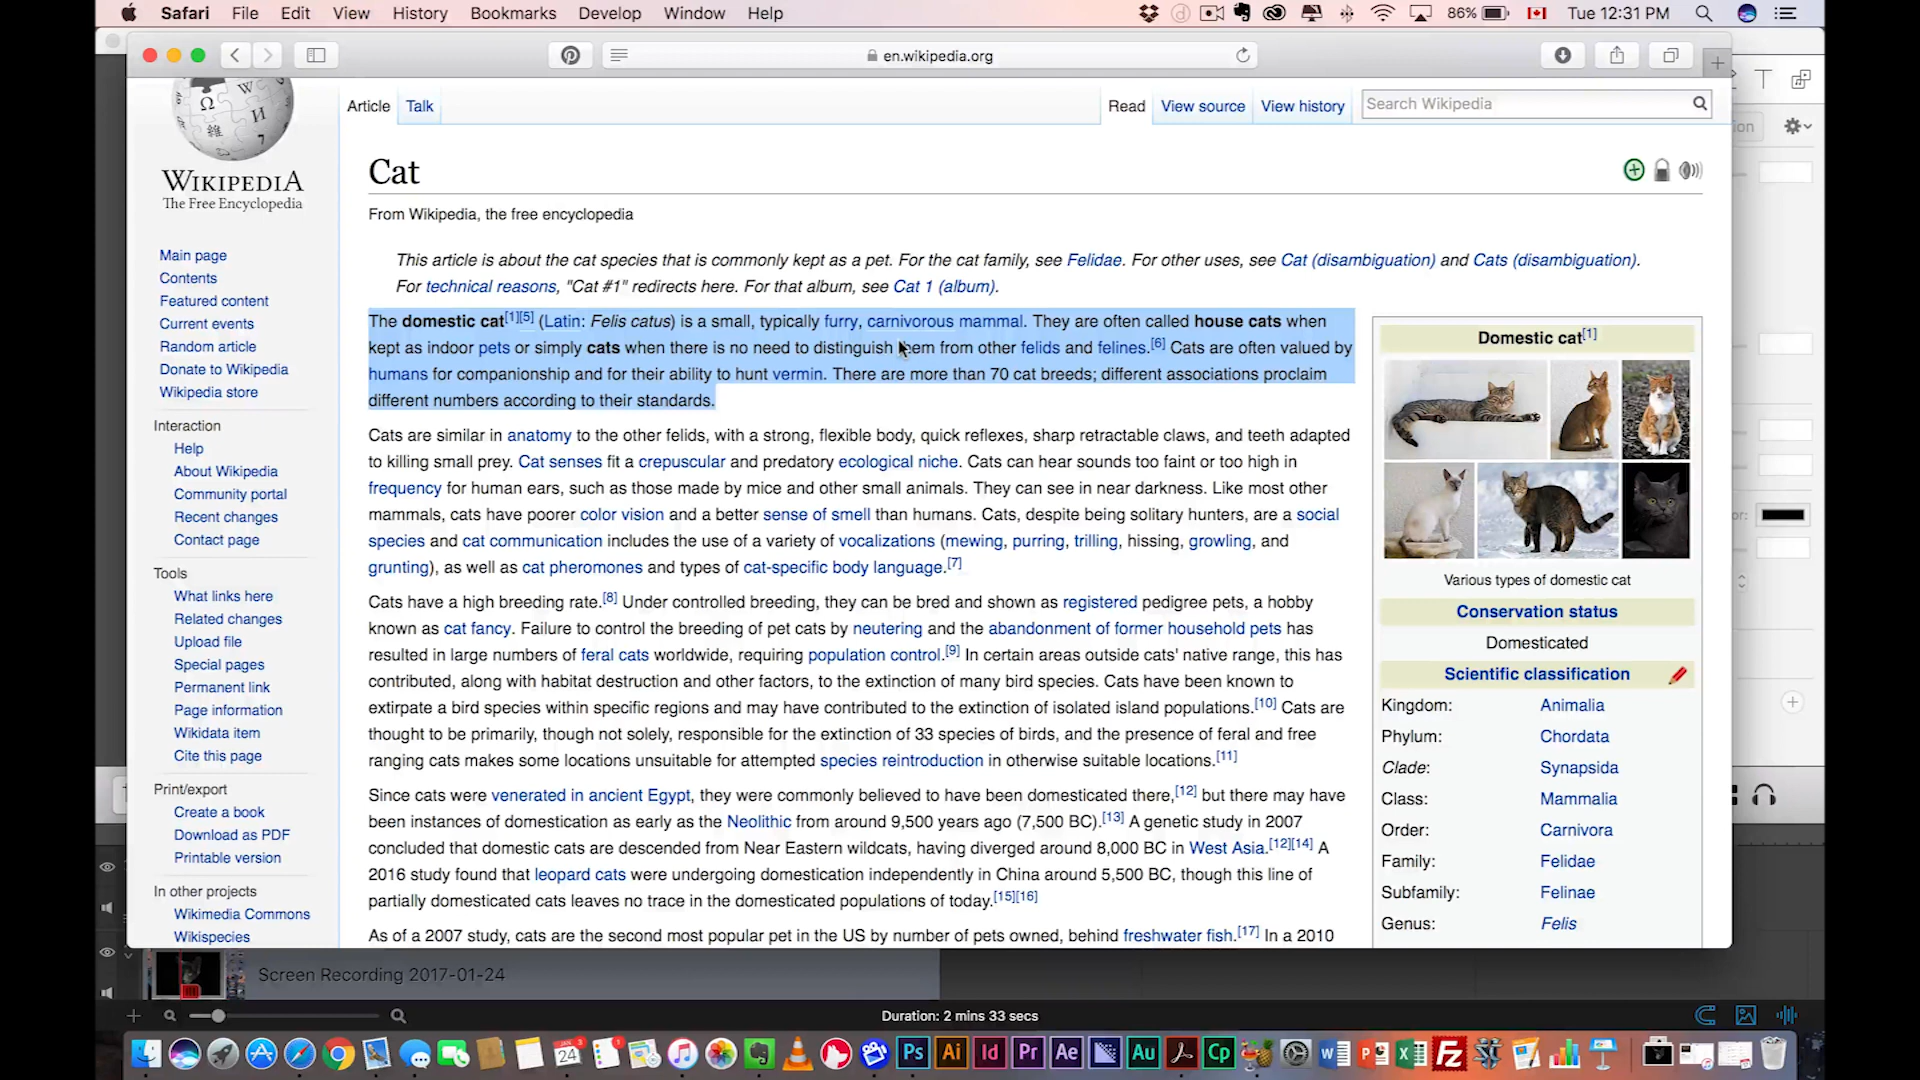 Safari File Edit View History Bookmarks Develop Window Help 86% Tue 12:31 PM
en.wikipedia.org
WIKIPEDIA
The Free Encyclopedia
Main page
Contents
Featured content
Current events
Random article
Donate to Wikipedia
Wikipedia store
Interaction
Help
About Wikipedia
Community portal
Recent changes
Contact page
Tools
What links here
Related changes
Upload file
Special pages
Permanent link
Page information
Wikidata item
Cite this page
Print/export
Create a book
Download as PDF
Printable version
In other projects
Wikimedia Commons
Wikispecies
Article Talk Read View source View history Search Wikipedia
Cat
From Wikipedia, the free encyclopedia
This article is about the cat species that is commonly kept as a pet. For the cat family, see Felidae. For other uses, see Cat (disambiguation) and Cats (disambiguation).
For technical reasons, "Cat #1" redirects here. For that album, see Cat 1 (album).
The domestic cat[1][5] (Latin: Felis catus) is a small, typically furry, carnivorous mammal. They are often called house cats when
kept as indoor pets or simply cats when there is no need to distinguish them from other felids and felines.[6] Cats are often valued by
humans for companionship and for their ability to hunt vermin. There are more than 70 cat breeds; different associations proclaim
different numbers according to their standards.
Cats are similar in anatomy to the other felids, with a strong, flexible body, quick reflexes, sharp retractable claws, and teeth adapted
to killing small prey. Cat senses fit a crepuscular and predatory ecological niche. Cats can hear sounds too faint or too high in
frequency for human ears, such as those made by mice and other small animals. They can see in near darkness. Like most other
mammals, cats have poorer color vision and a better sense of smell than humans. Cats, despite being solitary hunters, are a social
species and cat communication includes the use of a variety of vocalizations (mewing, purring, trilling, hissing, growling, and
grunting), as well as cat pheromones and types of cat-specific body language.[7]
Cats have a high breeding rate.[8] Under controlled breeding, they can be bred and shown as registered pedigree pets, a hobby
known as cat fancy. Failure to control the breeding of pet cats by neutering and the abandonment of former household pets has
resulted in large numbers of feral cats worldwide, requiring population control.[9] In certain areas outside cats' native range, this has
contributed, along with habitat destruction and other factors, to the extinction of many bird species. Cats have been known to
extirpate a bird species within specific regions and may have contributed to the extinction of isolated island populations.[10] Cats are
thought to be primarily, though not solely, responsible for the extinction of 33 species of birds, and the presence of feral and free
ranging cats makes some locations unsuitable for attempted species reintroduction in otherwise suitable locations.[11]
Since cats were venerated in ancient Egypt, they were commonly believed to have been domesticated there,[12] but there may have
been instances of domestication as early as the Neolithic from around 9,500 years ago (7,500 BC).[13] A genetic study in 2007
concluded that domestic cats are descended from Near Eastern wildcats, having diverged around 8,000 BC in West Asia.[12][14] A
2016 study found that leopard cats were undergoing domestication independently in China around 5,500 BC, though this line of
partially domesticated cats leaves no trace in the domesticated populations of today.[15][16]
As of a 2007 study, cats are the second most popular pet in the US by number of pets owned, behind freshwater fish.[17] In a 2010
Domestic cat[1]
Various types of domestic cat
Conservation status
Domesticated
Scientific classification
Kingdom: Animalia
Phylum: Chordata
Clade: Synapsida
Class: Mammalia
Order: Carnivora
Family: Felidae
Subfamily: Felinae
Genus: Felis
Screen Recording 2017-01-24
Duration: 2 mins 33 secs
24 Ps Ai Id Pr Ae Au Cp